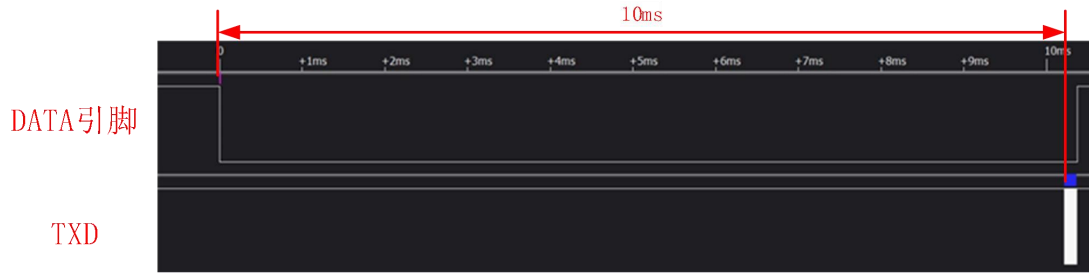 10ms
0
+1ms
+2ms
+3ms
+4ms
+5ms
+6ms
+7ms
+8ms
+9ms
10ms
DATA引脚
TXD